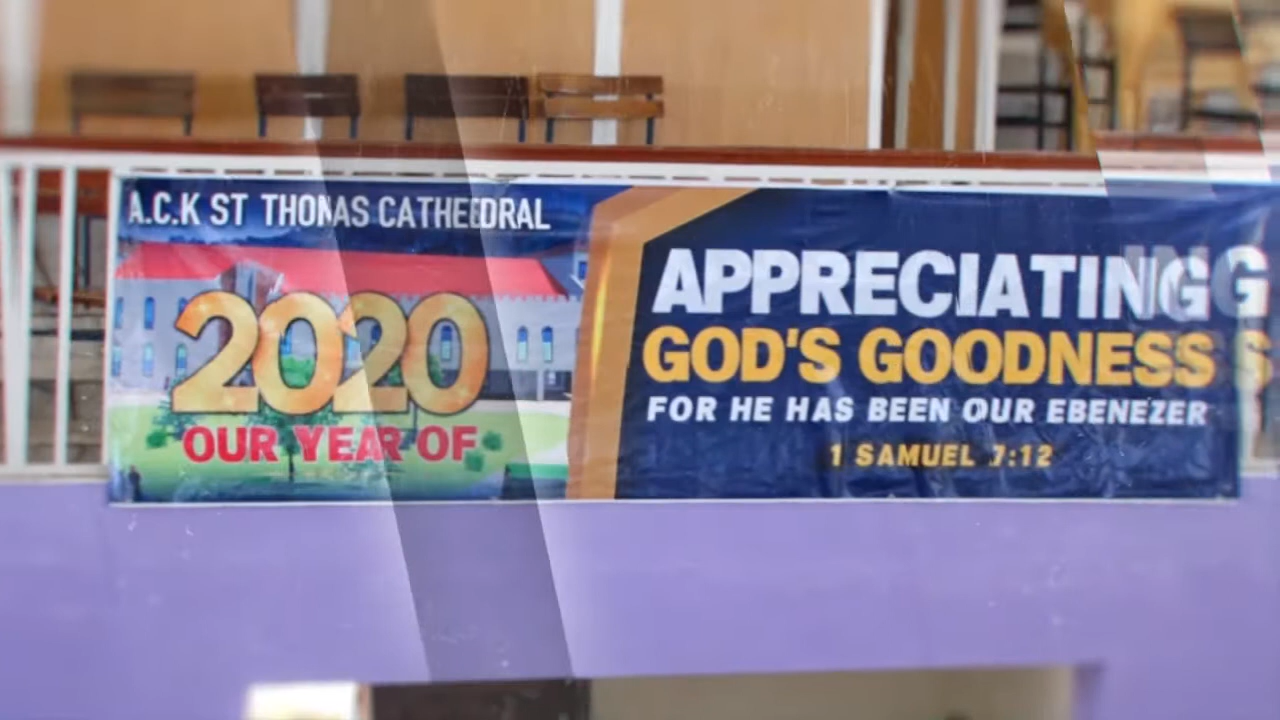 A.C.K ST THOMAS CATHEDRAL
2020
OUR YEAR OF
APPRECIATING
GOD'S GOODNESS
FOR HE HAS BEEN OUR EBENEZER
1 SAMUEL 7:12